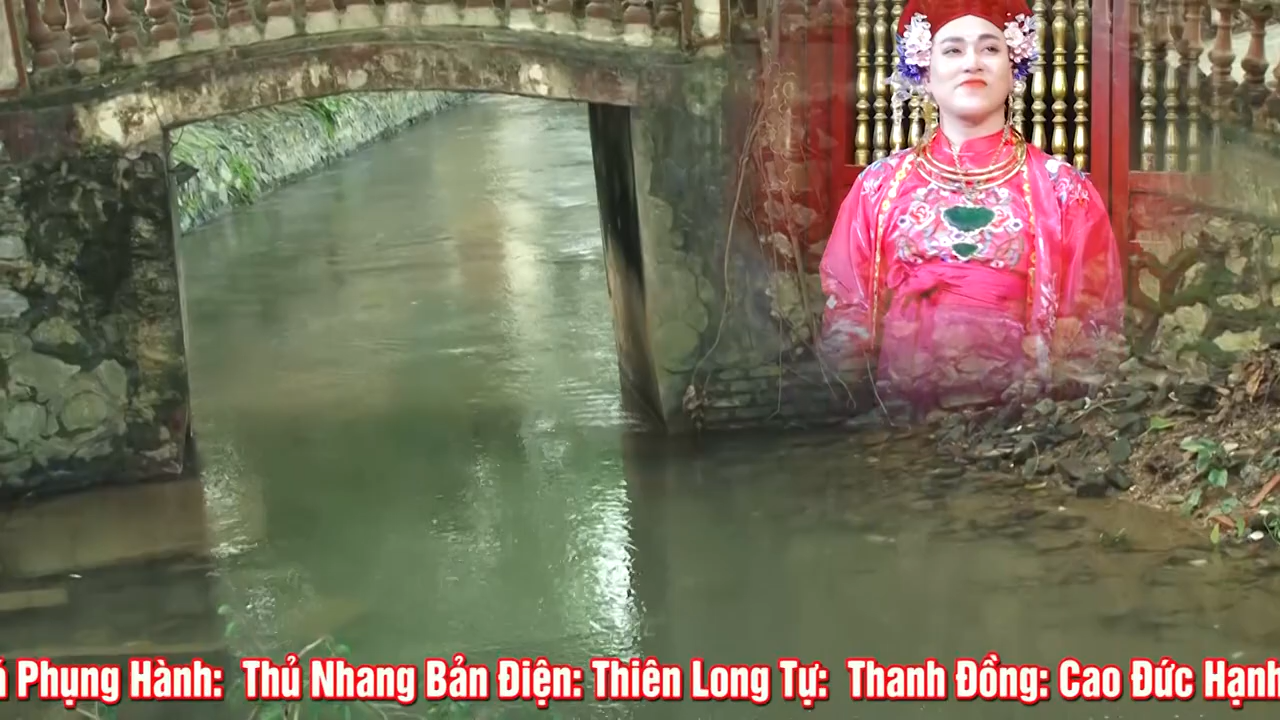 Phụng Hành: Thủ Nhang Bản Điện: Thiên Long Tự: Thanh Đồng: Cao Đức Hạnh